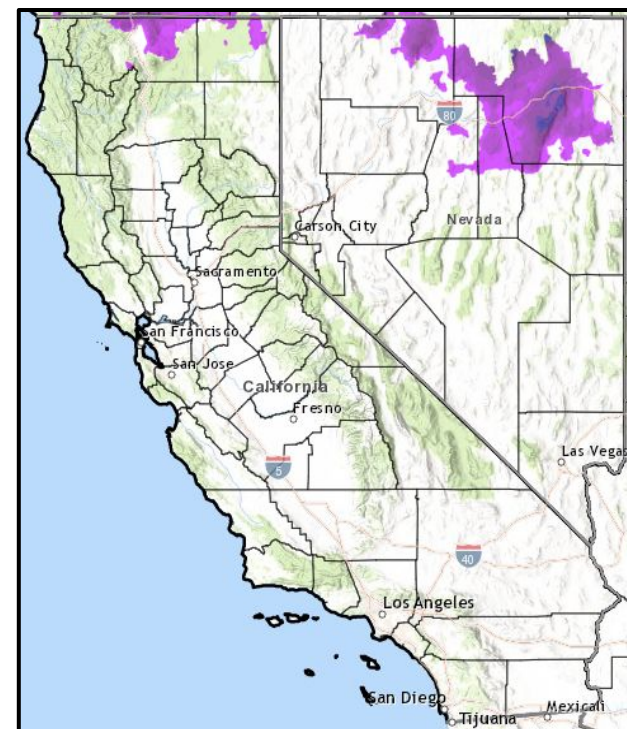 80
Nevada
Carson City
Sacramento
San Francisco
San Jose
California
Fresno
Las Vegas
5
40
Los Angeles
San Diego
Mexicali
Tijuana